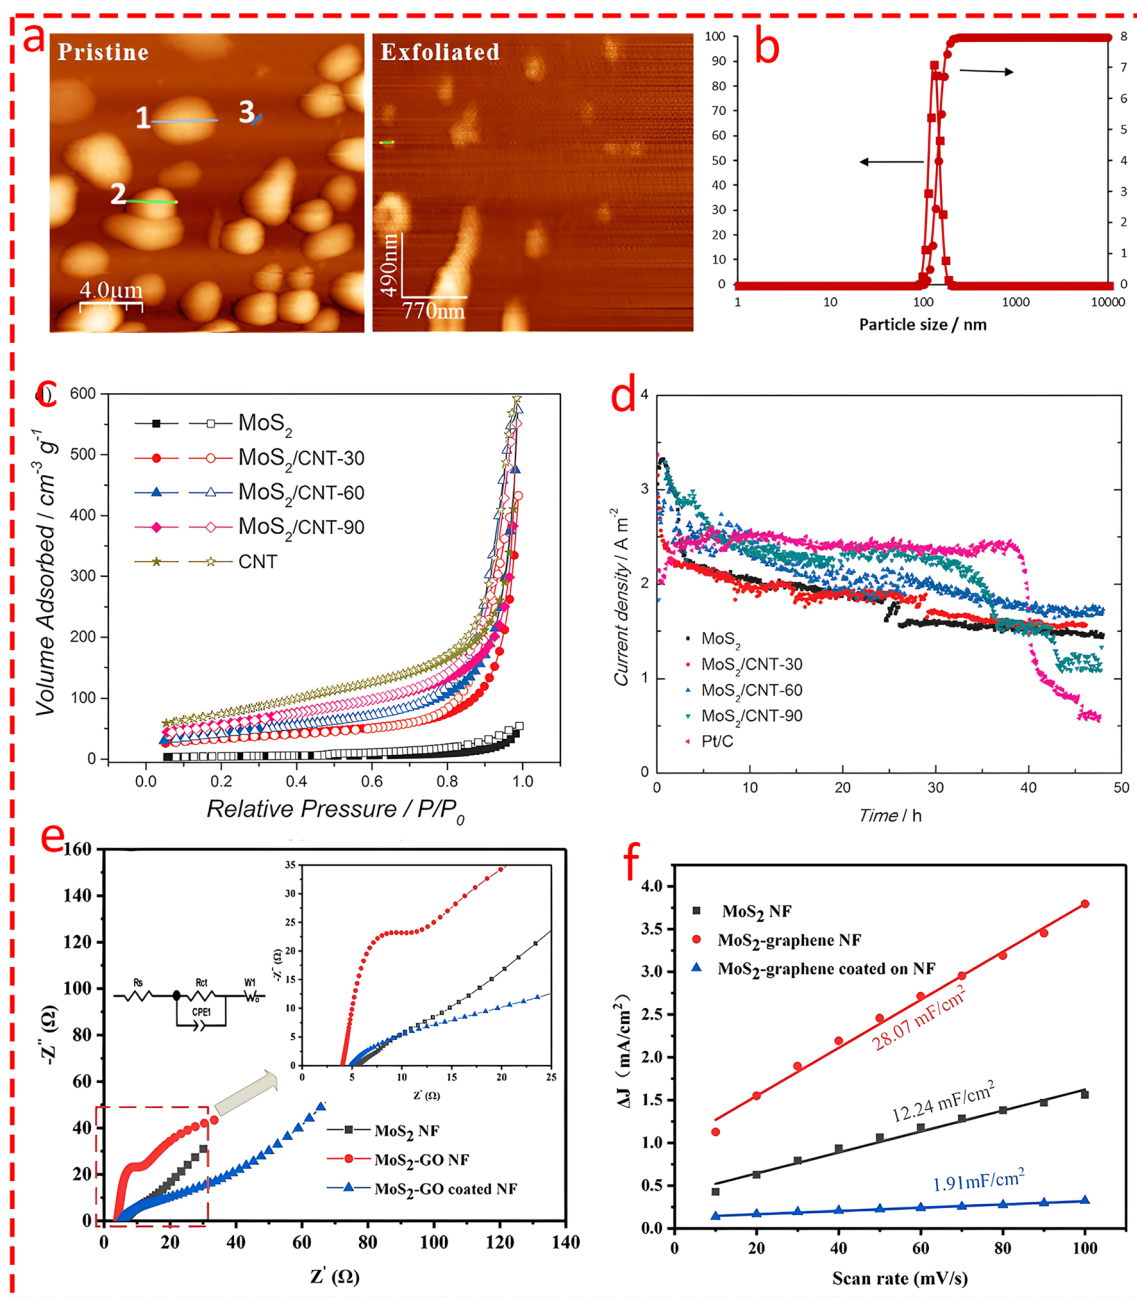 a
Pristine
1
3
2
4.0μm
Exfoliated
490nm
770nm
b
100
90
80
70
60
50
40
30
20
10
0
8
7
6
5
4
3
2
1
0
1
10
100
1000
10000
Particle size / nm
c
Volume Adsorbed / cm-3 g-1
600
500
400
300
200
100
0
MoS2
MoS2/CNT-30
MoS2/CNT-60
MoS2/CNT-90
CNT
0.0
0.2
0.4
0.6
0.8
1.0
Relative Pressure / P/P0
d
Current density / A m-2
4
3
2
1
0
MoS2
MoS2/CNT-30
MoS2/CNT-60
MoS2/CNT-90
Pt/C
0
10
20
30
40
50
Time / h
e
-Z" (Ω)
160
140
120
100
80
60
40
20
0
Rs
Rct
W1
CPE1
-Z" (Ω)
35
30
25
20
15
10
5
0
0
5
10
15
20
25
Z' (Ω)
MoS2 NF
MoS2-GO NF
MoS2-GO coated NF
0
20
40
60
80
100
120
140
Z' (Ω)
f
ΔJ (mA/cm2)
4.0
3.5
3.0
2.5
2.0
1.5
1.0
0.5
0.0
MoS2 NF
MoS2-graphene NF
MoS2-graphene coated on NF
28.07 mF/cm2
12.24 mF/cm2
1.91mF/cm2
0
20
40
60
80
100
Scan rate (mV/s)